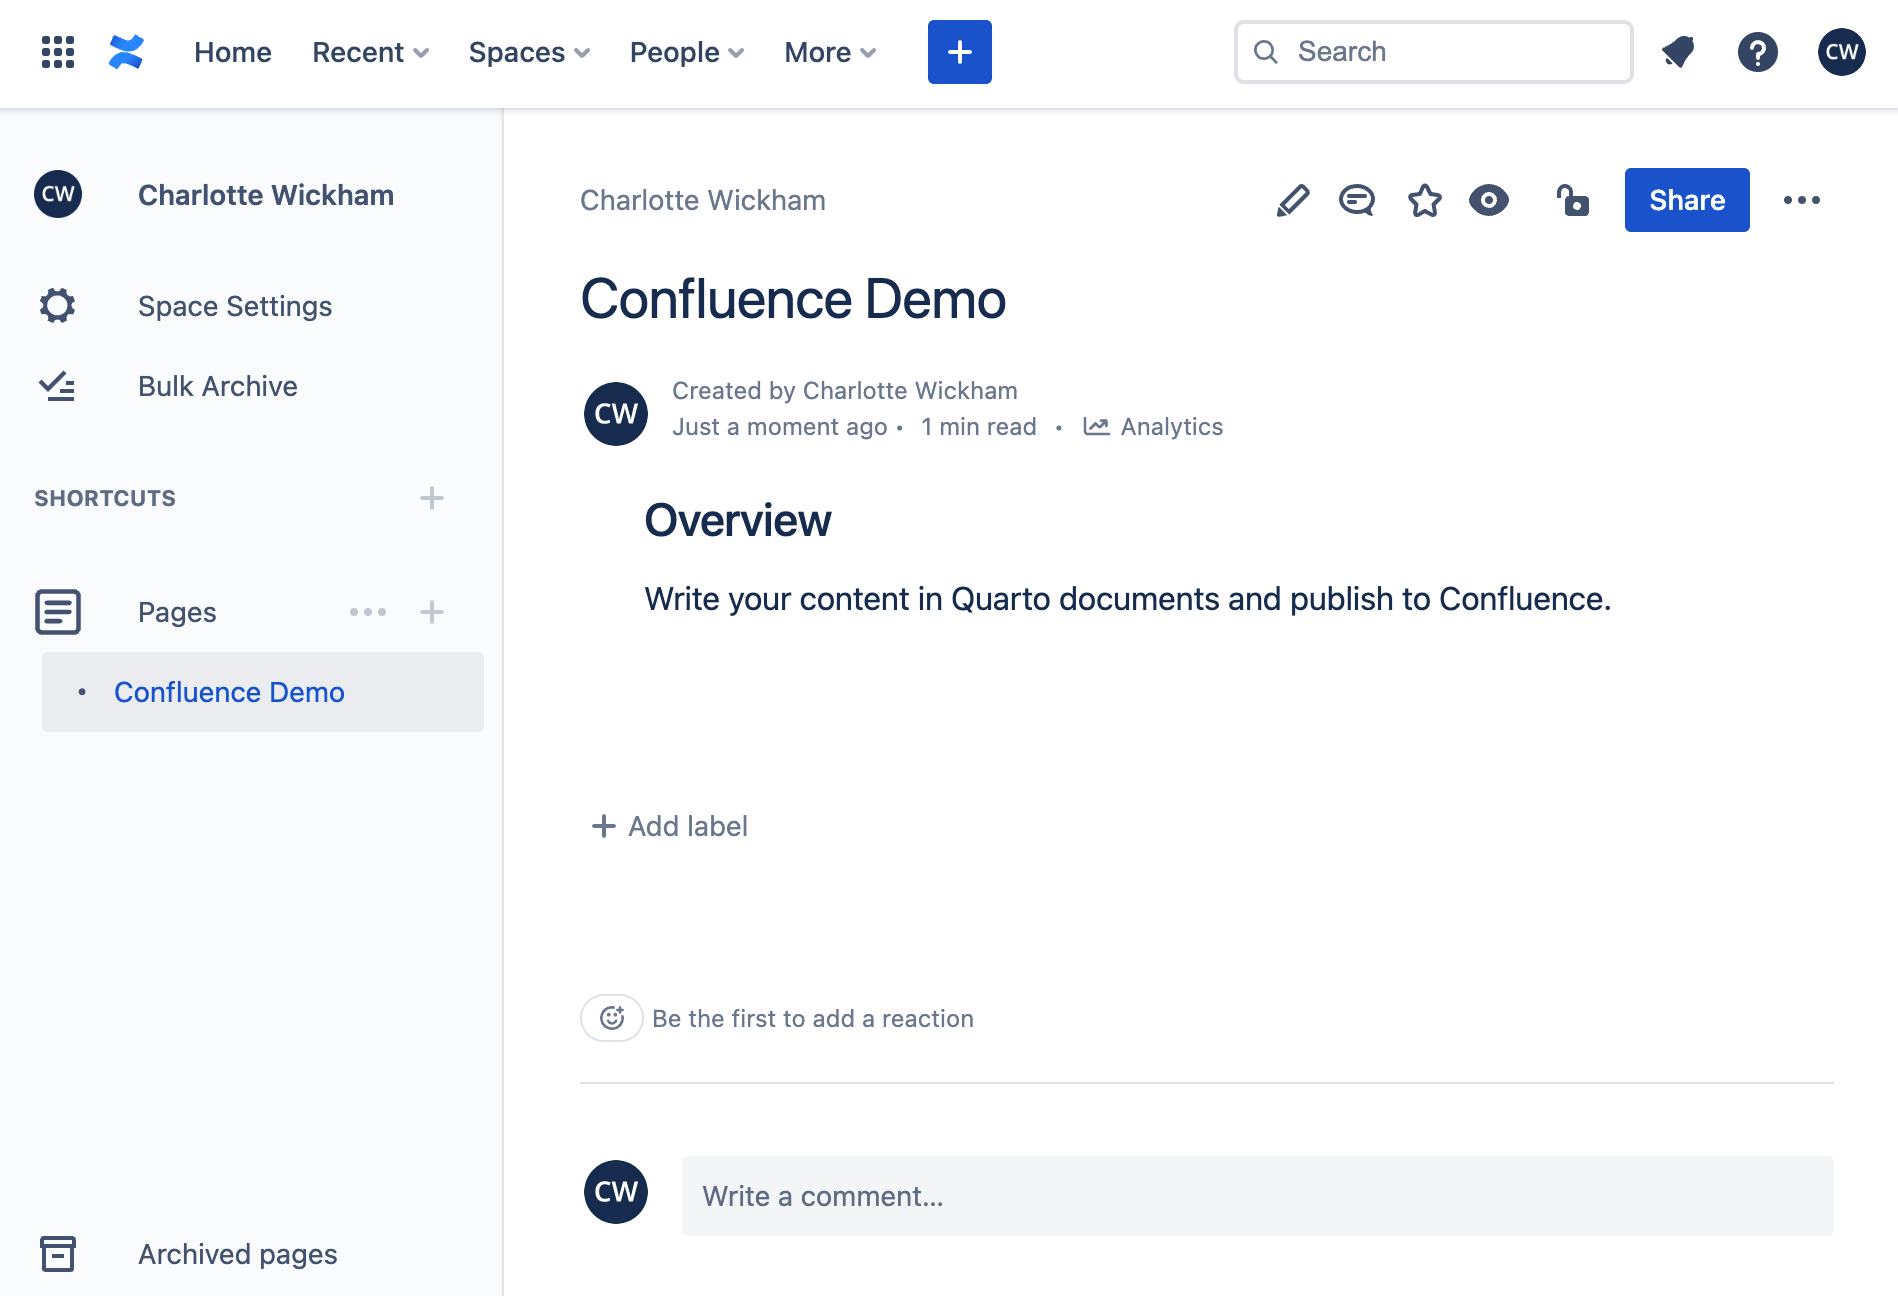 Home Recent Spaces People More + Search ? CW
CW Charlotte Wickham
Space Settings
Bulk Archive
SHORTCUTS
Pages
• Confluence Demo
Archived pages
Charlotte Wickham
Share
Confluence Demo
CW
Created by Charlotte Wickham
Just a moment ago • 1 min read • Analytics
Overview
Write your content in Quarto documents and publish to Confluence.
Add label
Be the first to add a reaction
CW Write a comment...